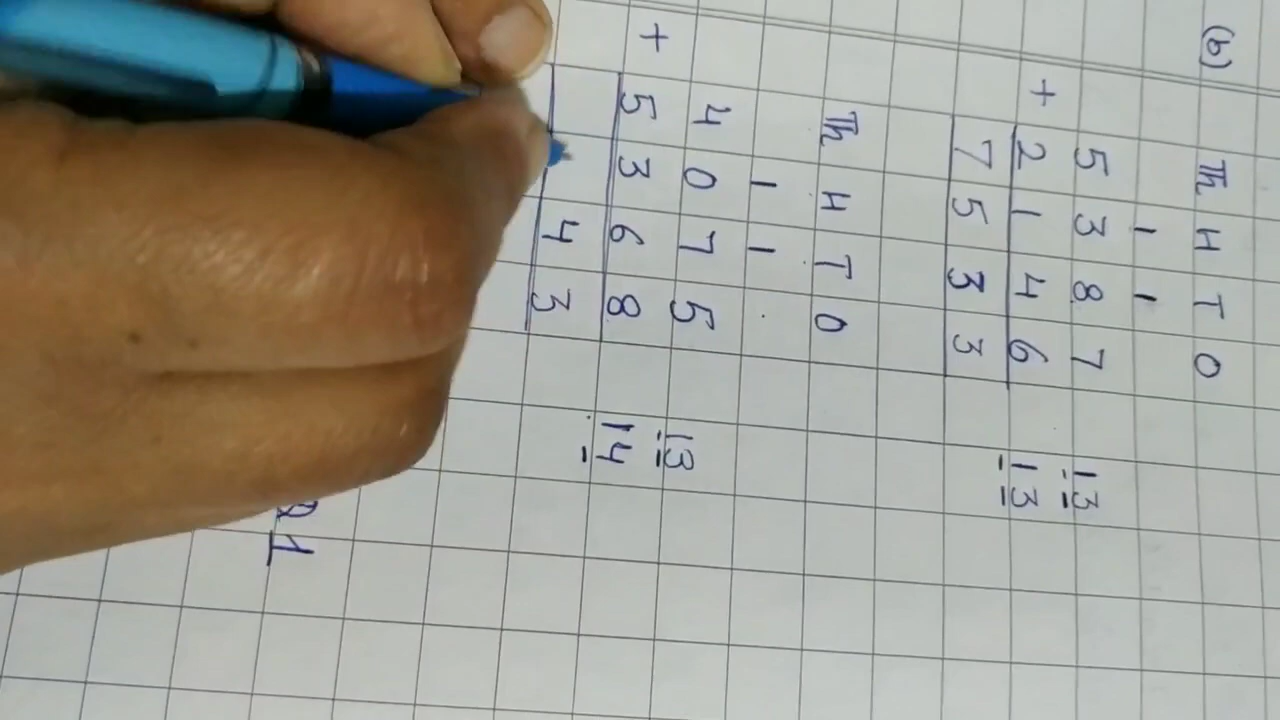 (b)
Th H T O
1 1
5 3 8 7 13
+ 2 1 4 6 13
7 5 3 3
Th H T O
1 1
4 0 7 5 13
+ 5 3 6 8 14
4 3
1